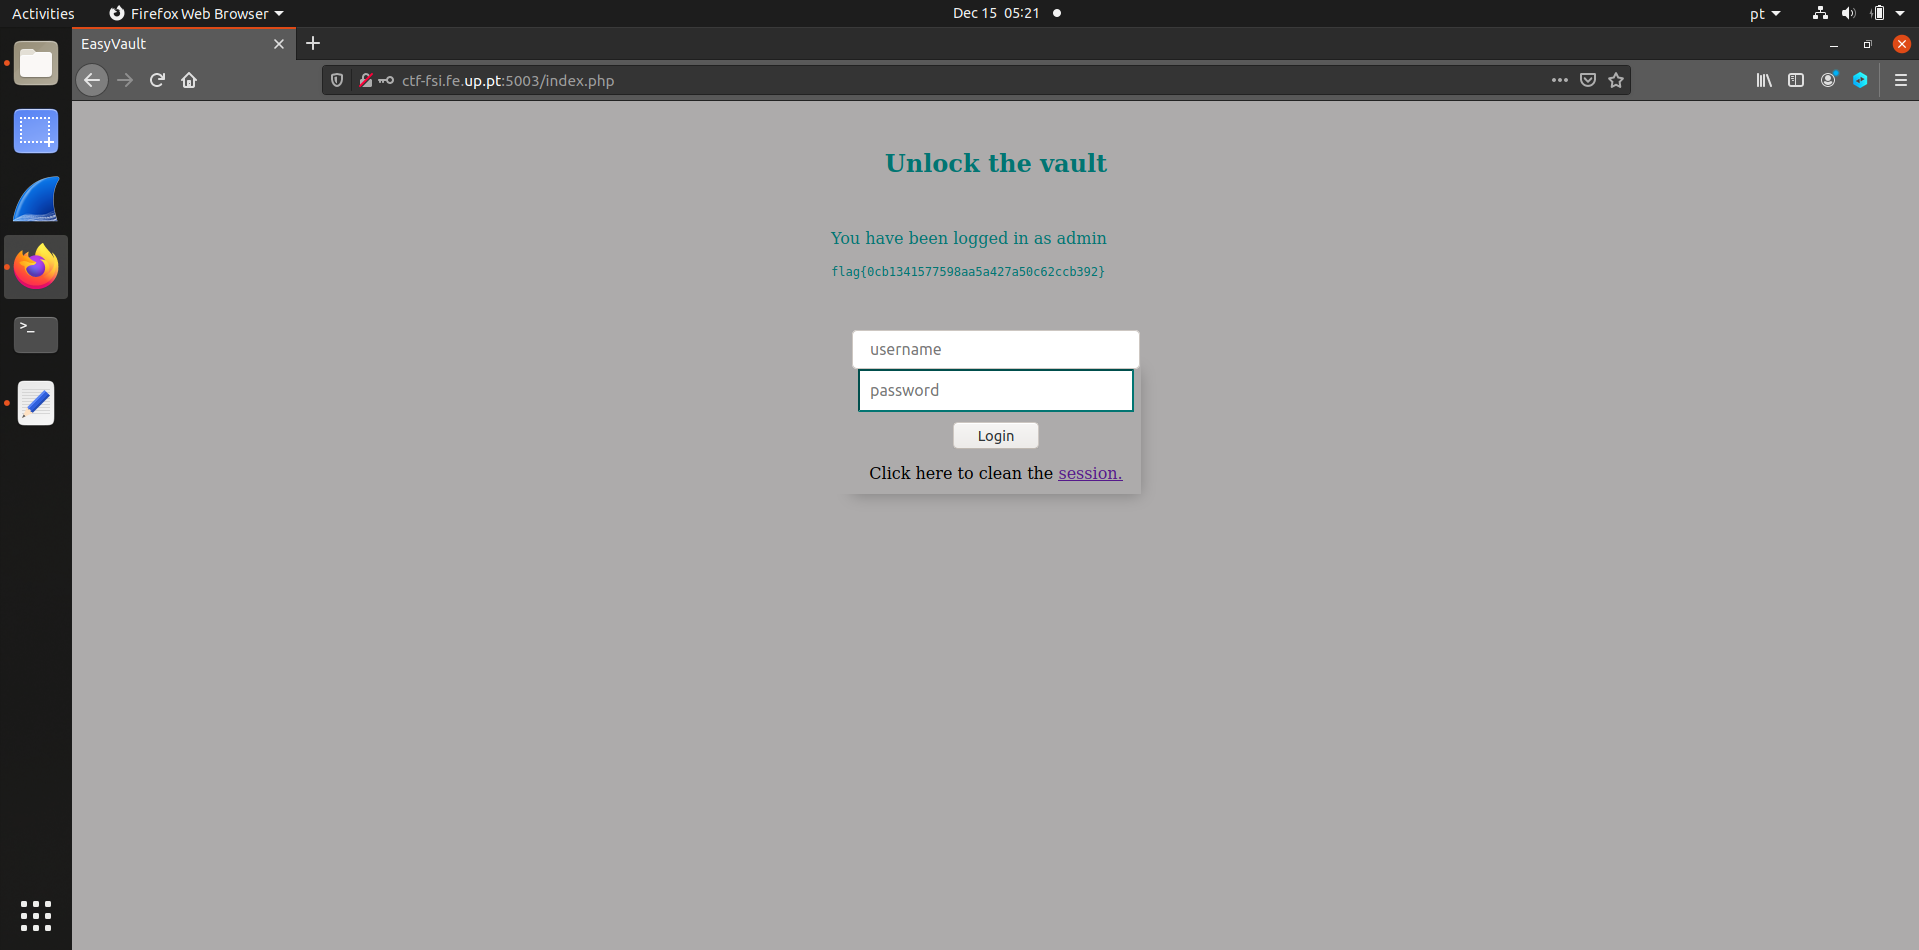 Activities Firefox Web Browser Dec 15 05:21 pt
EasyVault
ctf-fsi.fe.up.pt:5003/index.php
Unlock the vault
You have been logged in as admin
flag{0cb1341577598aa5a427a50c62ccb392}
username
password
Login
Click here to clean the session.